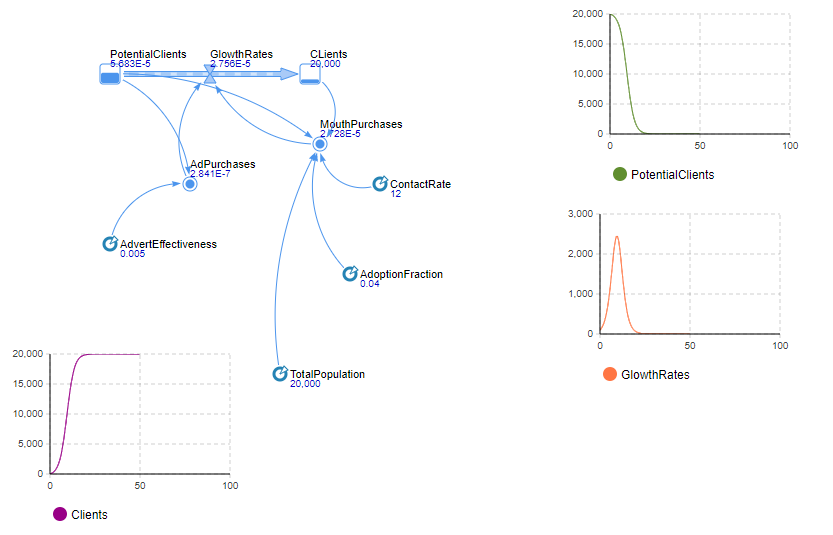 PotentialClients
5.683E-5
GlowthRates
2.756E-5
CLients
20,000
MouthPurchases
2.728E-5
AdPurchases
2.841E-7
ContactRate
12
AdvertEffectiveness
0.005
AdoptionFraction
0.04
TotalPopulation
20,000
20,000
15,000
10,000
5,000
0
0
50
100
PotentialClients
3,000
2,000
1,000
0
0
50
100
GlowthRates
20,000
15,000
10,000
5,000
0
0
50
100
Clients